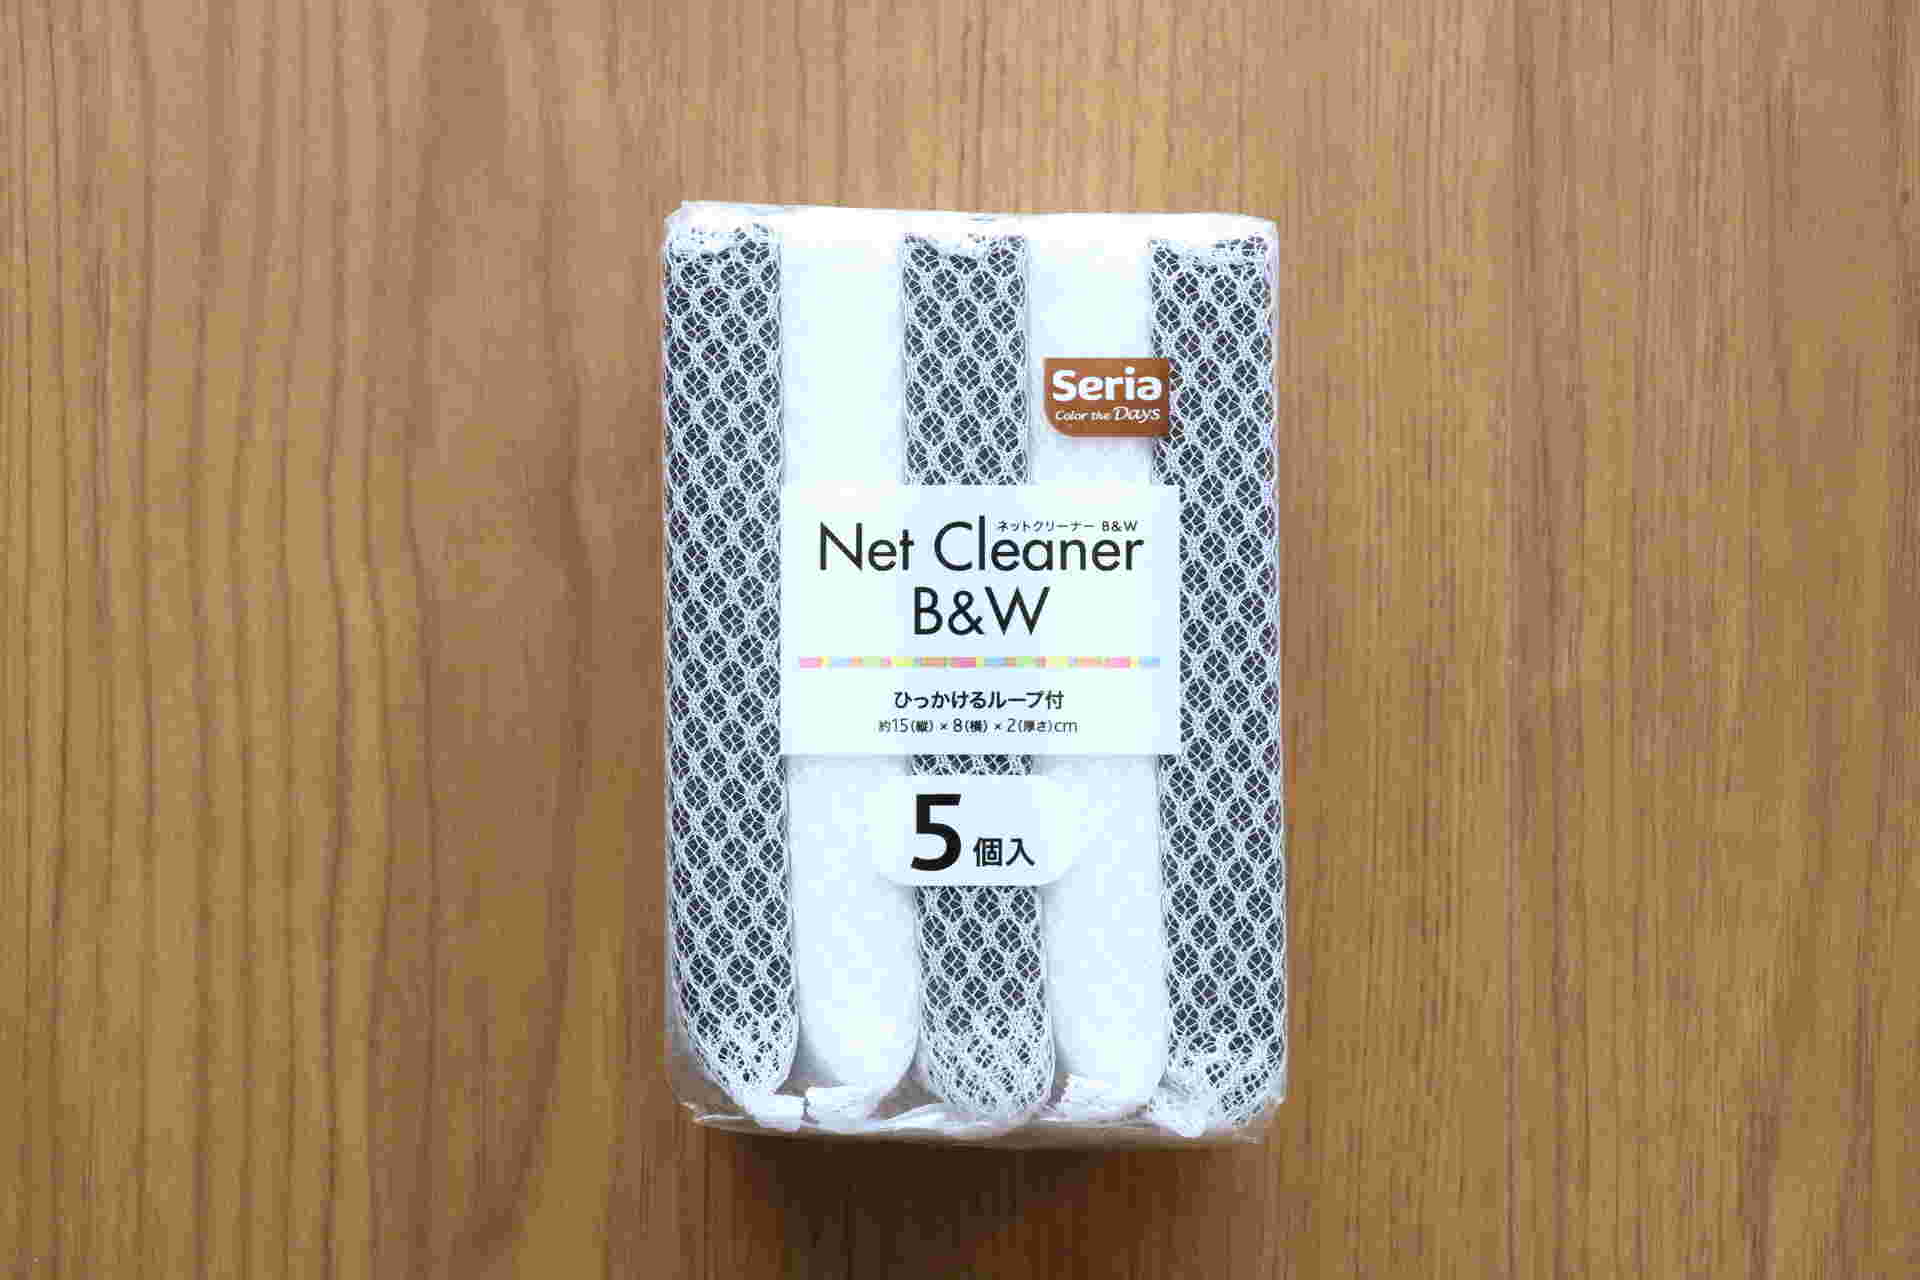 Seria
Color the Days
ネットクリーナー B&W
Net Cleaner
B&W
ひっかけるループ付
約15(縦)×8(横)×2(厚さ)cm
5個入